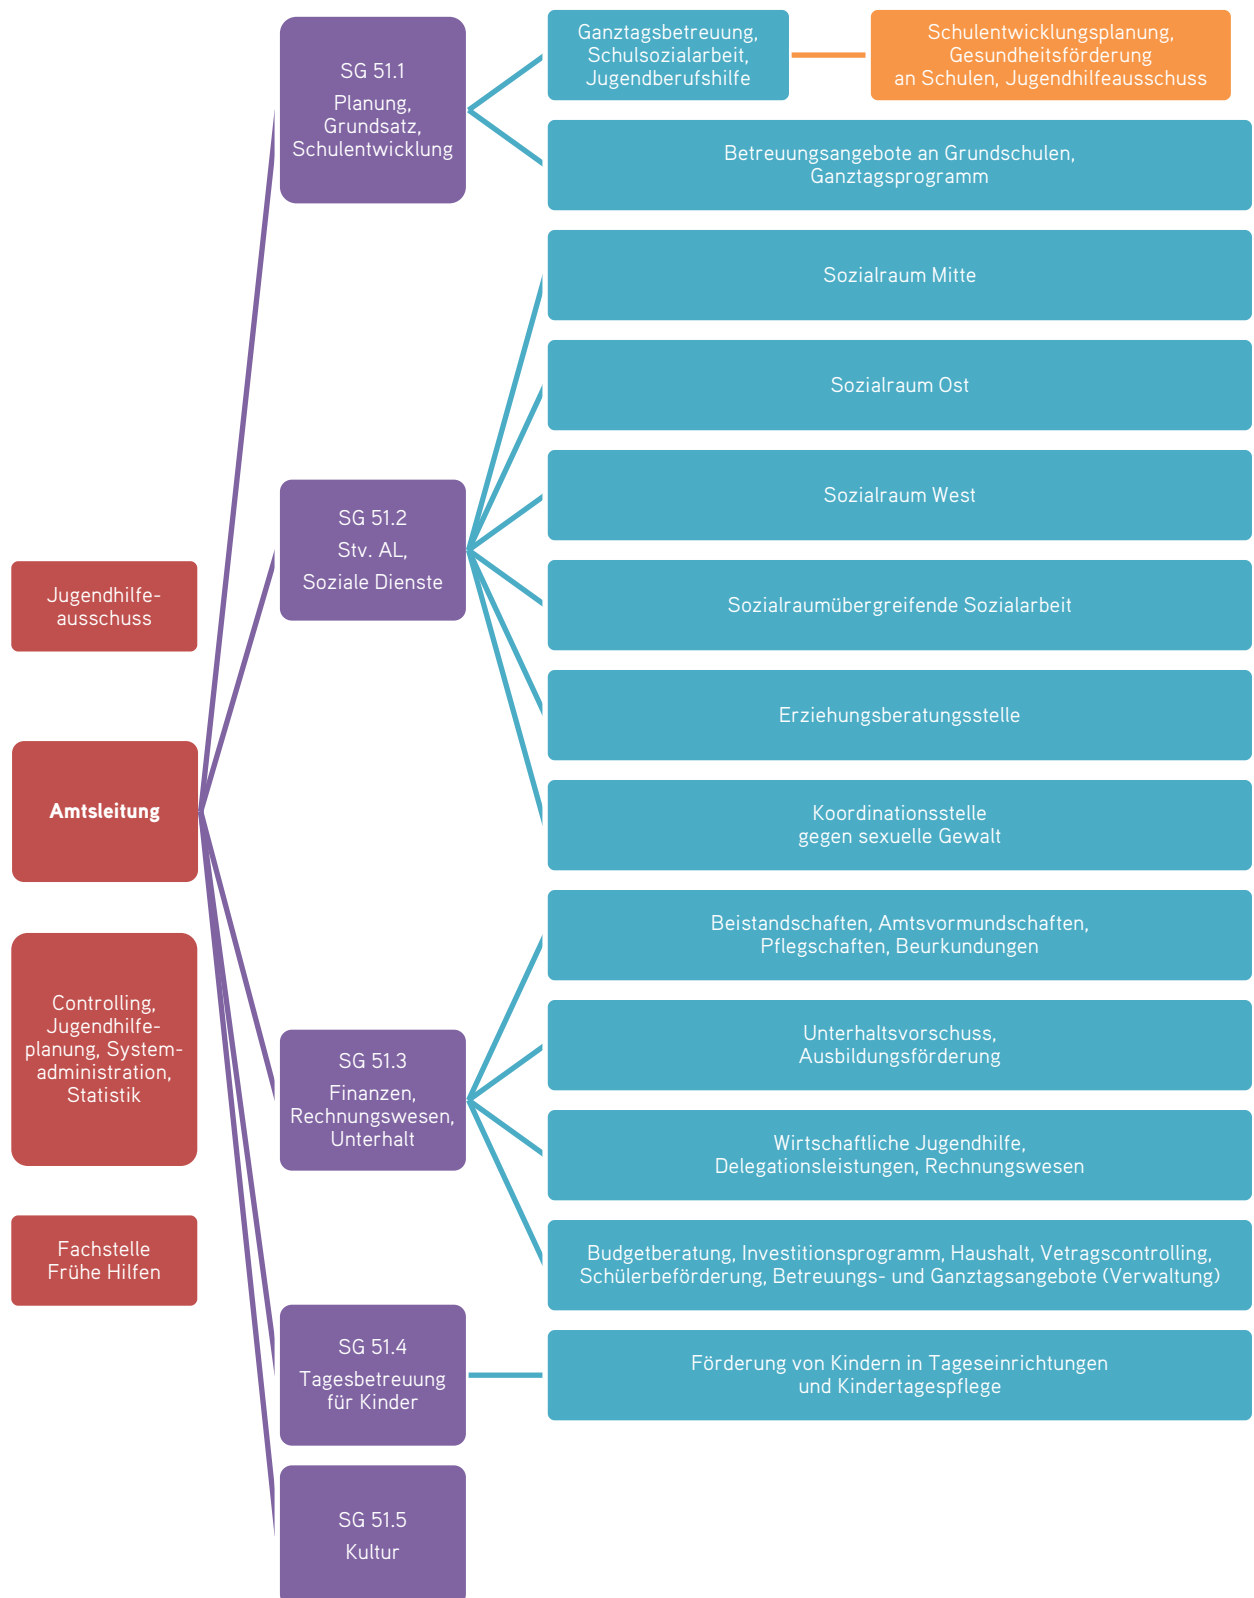 Jugendhilfe-
ausschuss
Amtsleitung
Controlling,
Jugendhilfe-
planung, System-
administration,
Statistik
Fachstelle
Frühe Hilfen
SG 51.1
Planung,
Grundsatz,
Schulentwicklung
Ganztagsbetreuung,
Schulsozialarbeit,
Jugendberufshilfe
Schulentwicklungsplanung,
Gesundheitsförderung
an Schulen, Jugendhilfeausschuss
Betreuungsangebote an Grundschulen,
Ganztagsprogramm
SG 51.2
Stv. AL,
Soziale Dienste
Sozialraum Mitte
Sozialraum Ost
Sozialraum West
Sozialraumübergreifende Sozialarbeit
Erziehungsberatungsstelle
Koordinationsstelle
gegen sexuelle Gewalt
SG 51.3
Finanzen,
Rechnungswesen,
Unterhalt
Beistandschaften, Amtsvormundschaften,
Pflegschaften, Beurkundungen
Unterhaltsvorschuss,
Ausbildungsförderung
Wirtschaftliche Jugendhilfe,
Delegationsleistungen, Rechnungswesen
Budgetberatung, Investitionsprogramm, Haushalt, Vetragscontrolling,
Schülerbeförderung, Betreuungs- und Ganztagsangebote (Verwaltung)
SG 51.4
Tagesbetreuung
für Kinder
Förderung von Kindern in Tageseinrichtungen
und Kindertagespflege
SG 51.5
Kultur